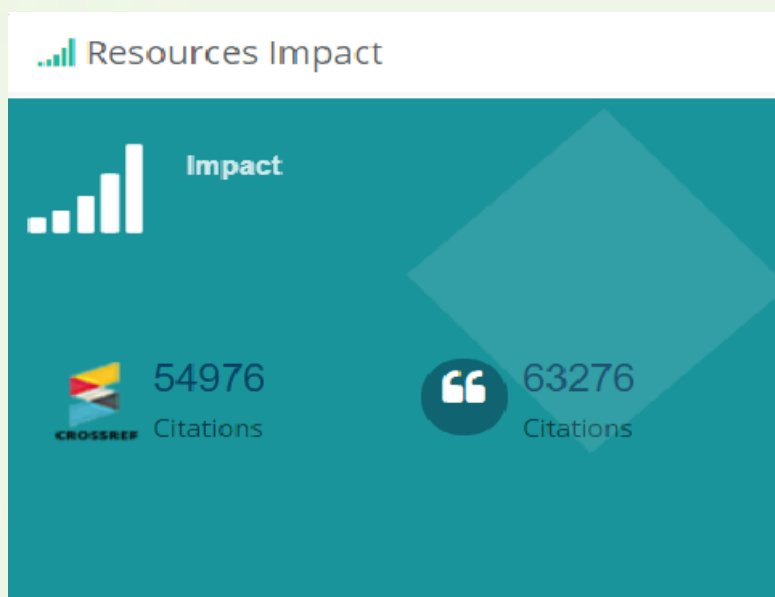 Resources Impact
Impact
54976
Citations
CROSSREF
63276
Citations